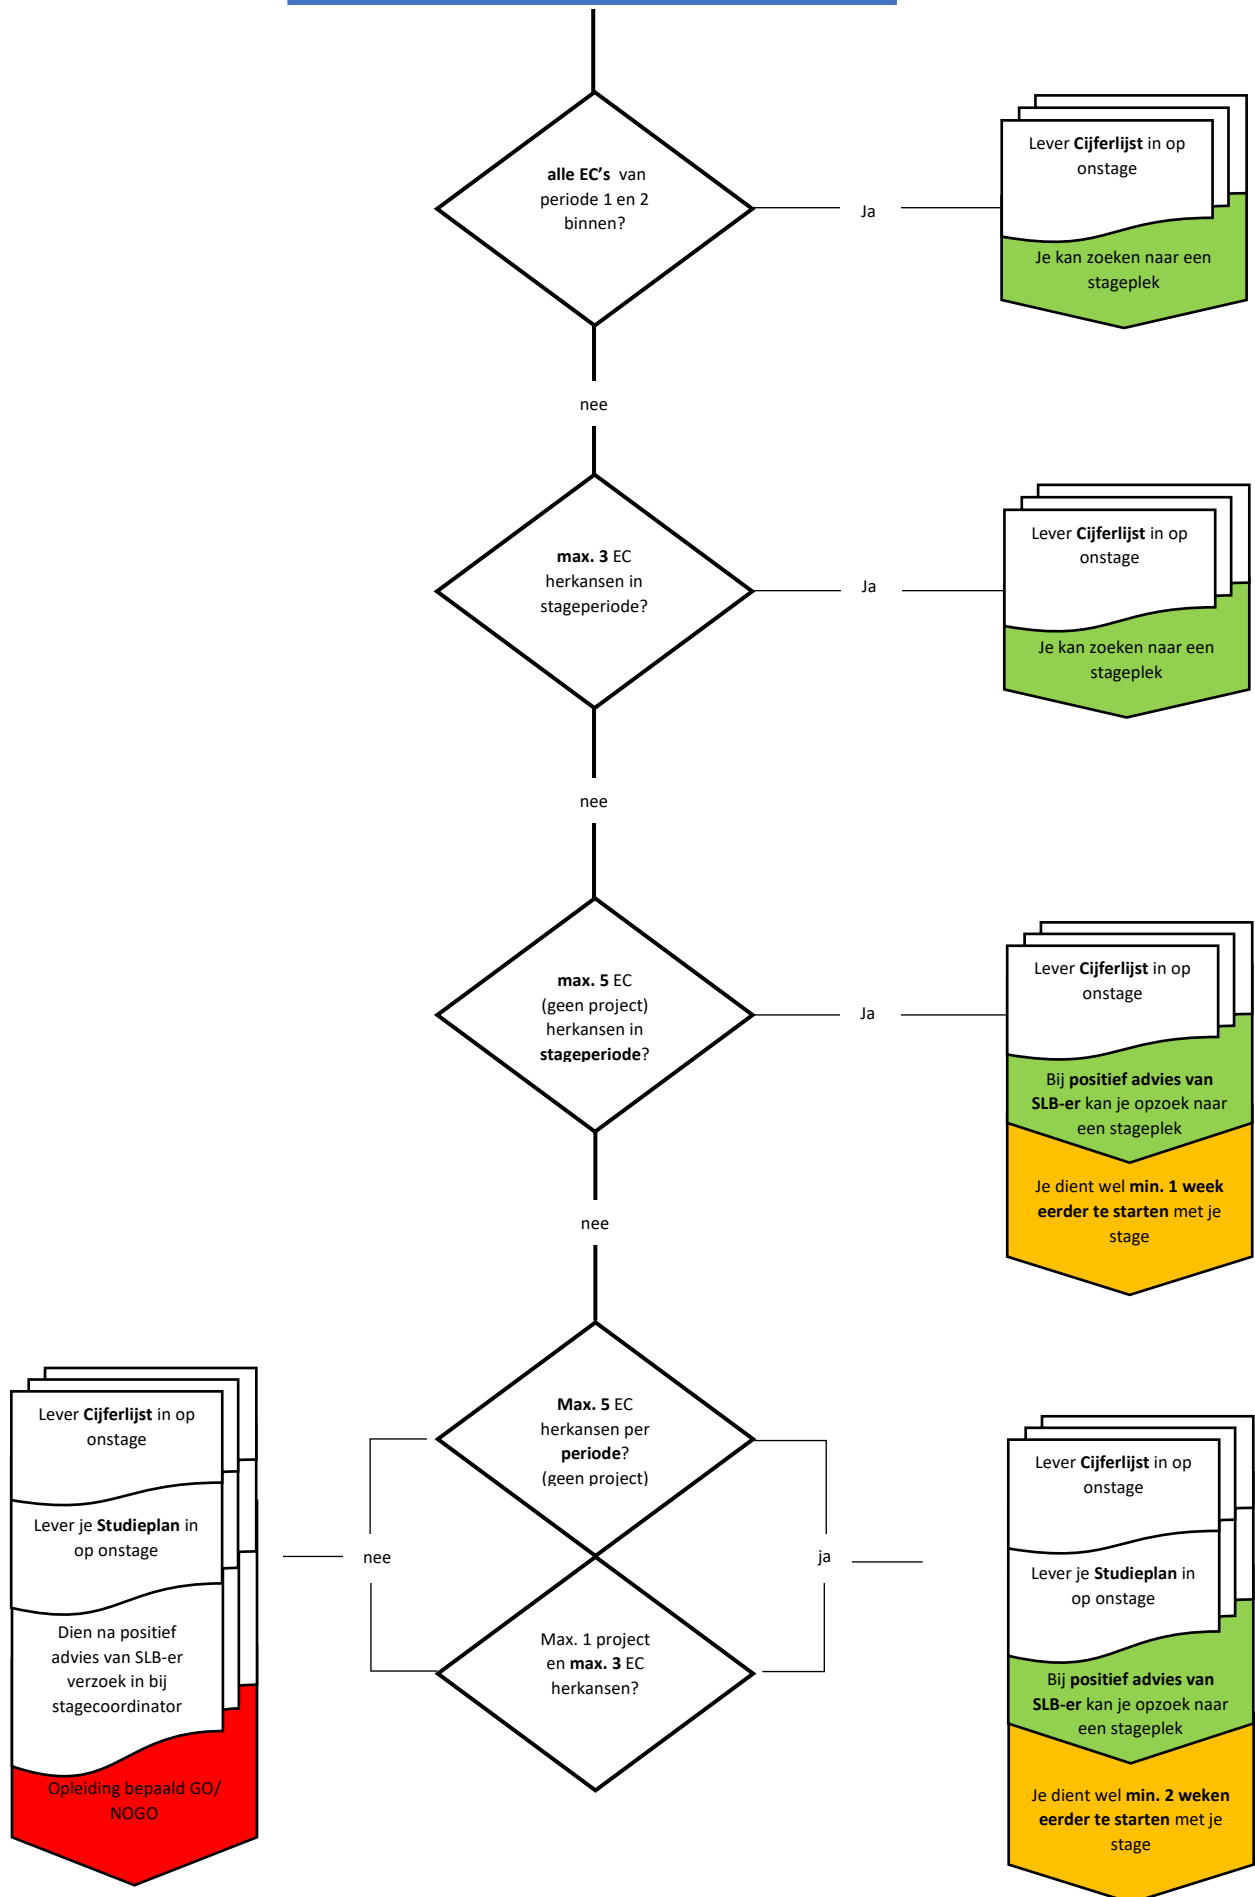 alle EC's van
periode 1 en 2
binnen?
Ja
Lever Cijferlijst in op
onstage
Je kan zoeken naar een
stageplek
nee
max. 3 EC
herkansen in
stageperiode?
Ja
Lever Cijferlijst in op
onstage
Je kan zoeken naar een
stageplek
nee
max. 5 EC
(geen project)
herkansen in
stageperiode?
Ja
Lever Cijferlijst in op
onstage
Bij positief advies van
SLB-er kan je opzoek naar
een stageplek
Je dient wel min. 1 week
eerder te starten met je
stage
nee
Max. 5 EC
herkansen per
periode?
(geen project)
Max. 1 project
en max. 3 EC
herkansen?
nee
Lever Cijferlijst in op
onstage
Lever je Studieplan in
op onstage
Dien na positief
advies van SLB-er
verzoek in bij
stagecoordinator
Opleiding bepaald GO/
NOGO
ja
Lever Cijferlijst in op
onstage
Lever je Studieplan in
op onstage
Bij positief advies van
SLB-er kan je opzoek naar
een stageplek
Je dient wel min. 2 weken
eerder te starten met je
stage